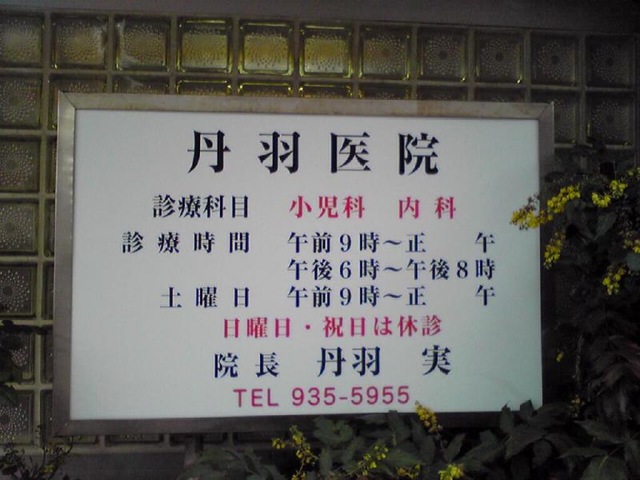 丹羽医院
診療科目 小児科 内科
診療時間 午前9時〜正 午
午後6時〜午後8時
土曜日 午前9時〜正 午
日曜日・祝日は休診
院長 丹羽 実
TEL 935-5955